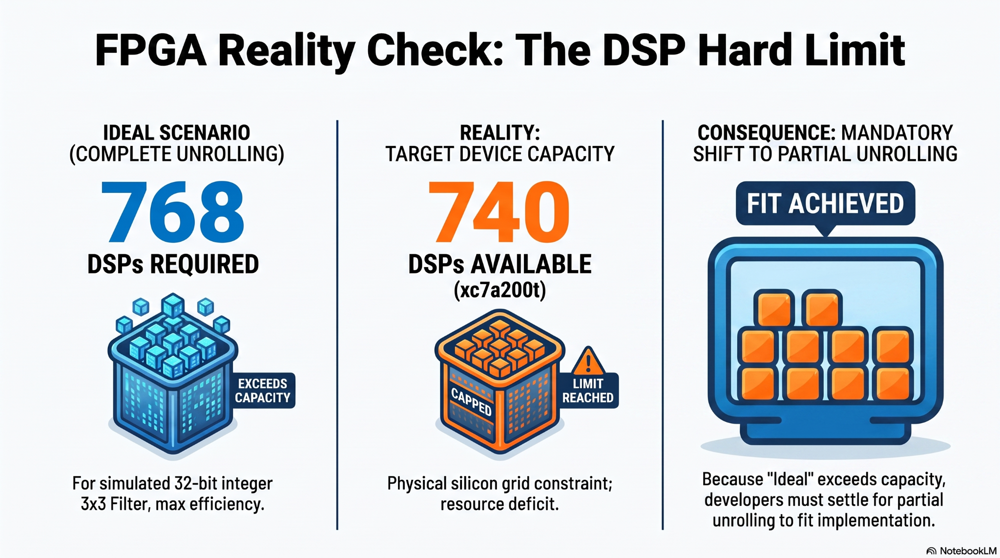 FPGA Reality Check: The DSP Hard Limit
IDEAL SCENARIO
(COMPLETE UNROLLING)
768
DSPs REQUIRED
EXCEEDS
CAPACITY
For simulated 32-bit integer
3x3 Filter, max efficiency.
REALITY:
TARGET DEVICE CAPACITY
740
DSPs AVAILABLE
(xc7a200t)
CAPPED
LIMIT
REACHED
Physical silicon grid constraint;
resource deficit.
CONSEQUENCE: MANDATORY
SHIFT TO PARTIAL UNROLLING
FIT ACHIEVED
Because "Ideal" exceeds capacity,
developers must settle for partial
unrolling to fit implementation.
NotebookLM